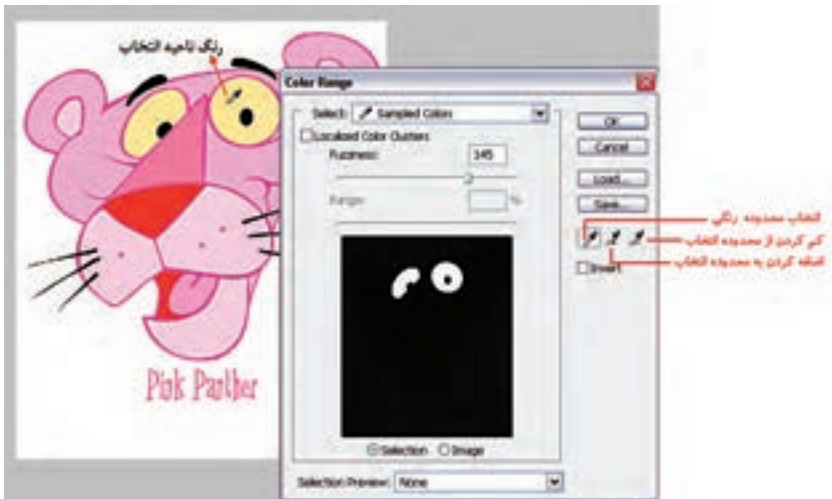 رنگ ناحیه انتخاب
Color Range
Select: Sampled Colors
Localized Color Clusters
Fuzziness: 145
Range: %
OK
Cancel
Load...
Save...
انتخاب محدوده رنگی
کم کردن از محدوده انتخاب
اضافه کردن به محدوده انتخاب
Invert
Pink Panther
Selection Image
Selection Preview: None